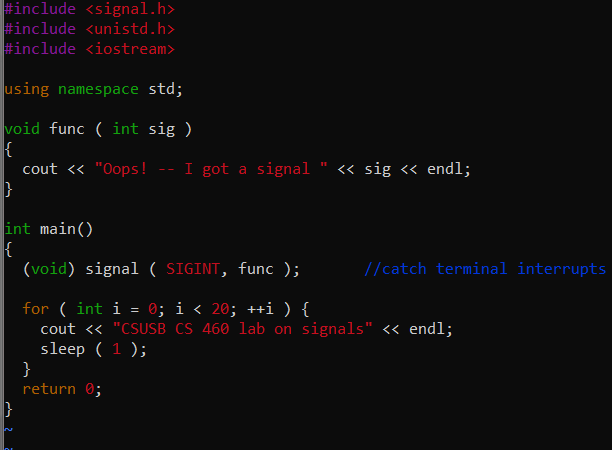 #include <signal.h>
#include <unistd.h>
#include <iostream>
using namespace std;
void func ( int sig )
{
  cout << "Oops! -- I got a signal " << sig << endl;
}
int main()
{
  (void) signal ( SIGINT, func );       //catch terminal interrupts
  for ( int i = 0; i < 20; ++i ) {
    cout << "CSUSB CS 460 lab on signals" << endl;
    sleep ( 1 );
  }
  return 0;
}
~
~